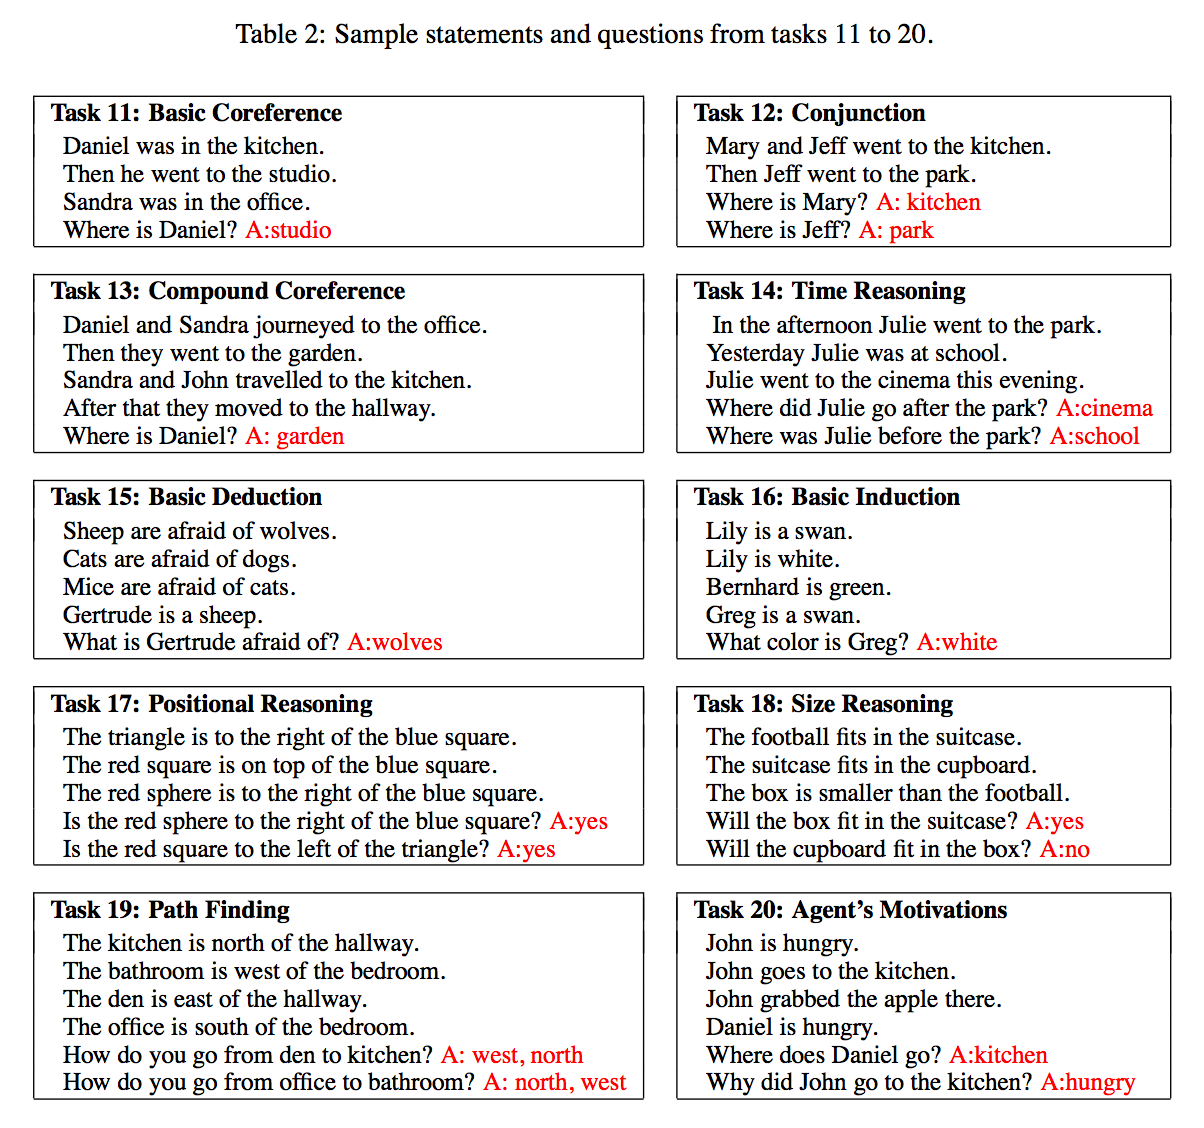 Table 2: Sample statements and questions from tasks 11 to 20.
Task 11: Basic Coreference
Daniel was in the kitchen.
Then he went to the studio.
Sandra was in the office.
Where is Daniel? A:studio
Task 12: Conjunction
Mary and Jeff went to the kitchen.
Then Jeff went to the park.
Where is Mary? A: kitchen
Where is Jeff? A: park
Task 13: Compound Coreference
Daniel and Sandra journeyed to the office.
Then they went to the garden.
Sandra and John travelled to the kitchen.
After that they moved to the hallway.
Where is Daniel? A: garden
Task 14: Time Reasoning
In the afternoon Julie went to the park.
Yesterday Julie was at school.
Julie went to the cinema this evening.
Where did Julie go after the park? A:cinema
Where was Julie before the park? A:school
Task 15: Basic Deduction
Sheep are afraid of wolves.
Cats are afraid of dogs.
Mice are afraid of cats.
Gertrude is a sheep.
What is Gertrude afraid of? A:wolves
Task 16: Basic Induction
Lily is a swan.
Lily is white.
Bernhard is green.
Greg is a swan.
What color is Greg? A:white
Task 17: Positional Reasoning
The triangle is to the right of the blue square.
The red square is on top of the blue square.
The red sphere is to the right of the blue square.
Is the red sphere to the right of the blue square? A:yes
Is the red square to the left of the triangle? A:yes
Task 18: Size Reasoning
The football fits in the suitcase.
The suitcase fits in the cupboard.
The box is smaller than the football.
Will the box fit in the suitcase? A:yes
Will the cupboard fit in the box? A:no
Task 19: Path Finding
The kitchen is north of the hallway.
The bathroom is west of the bedroom.
The den is east of the hallway.
The office is south of the bedroom.
How do you go from den to kitchen? A: west, north
How do you go from office to bathroom? A: north, west
Task 20: Agent’s Motivations
John is hungry.
John goes to the kitchen.
John grabbed the apple there.
Daniel is hungry.
Where does Daniel go? A:kitchen
Why did John go to the kitchen? A:hungry